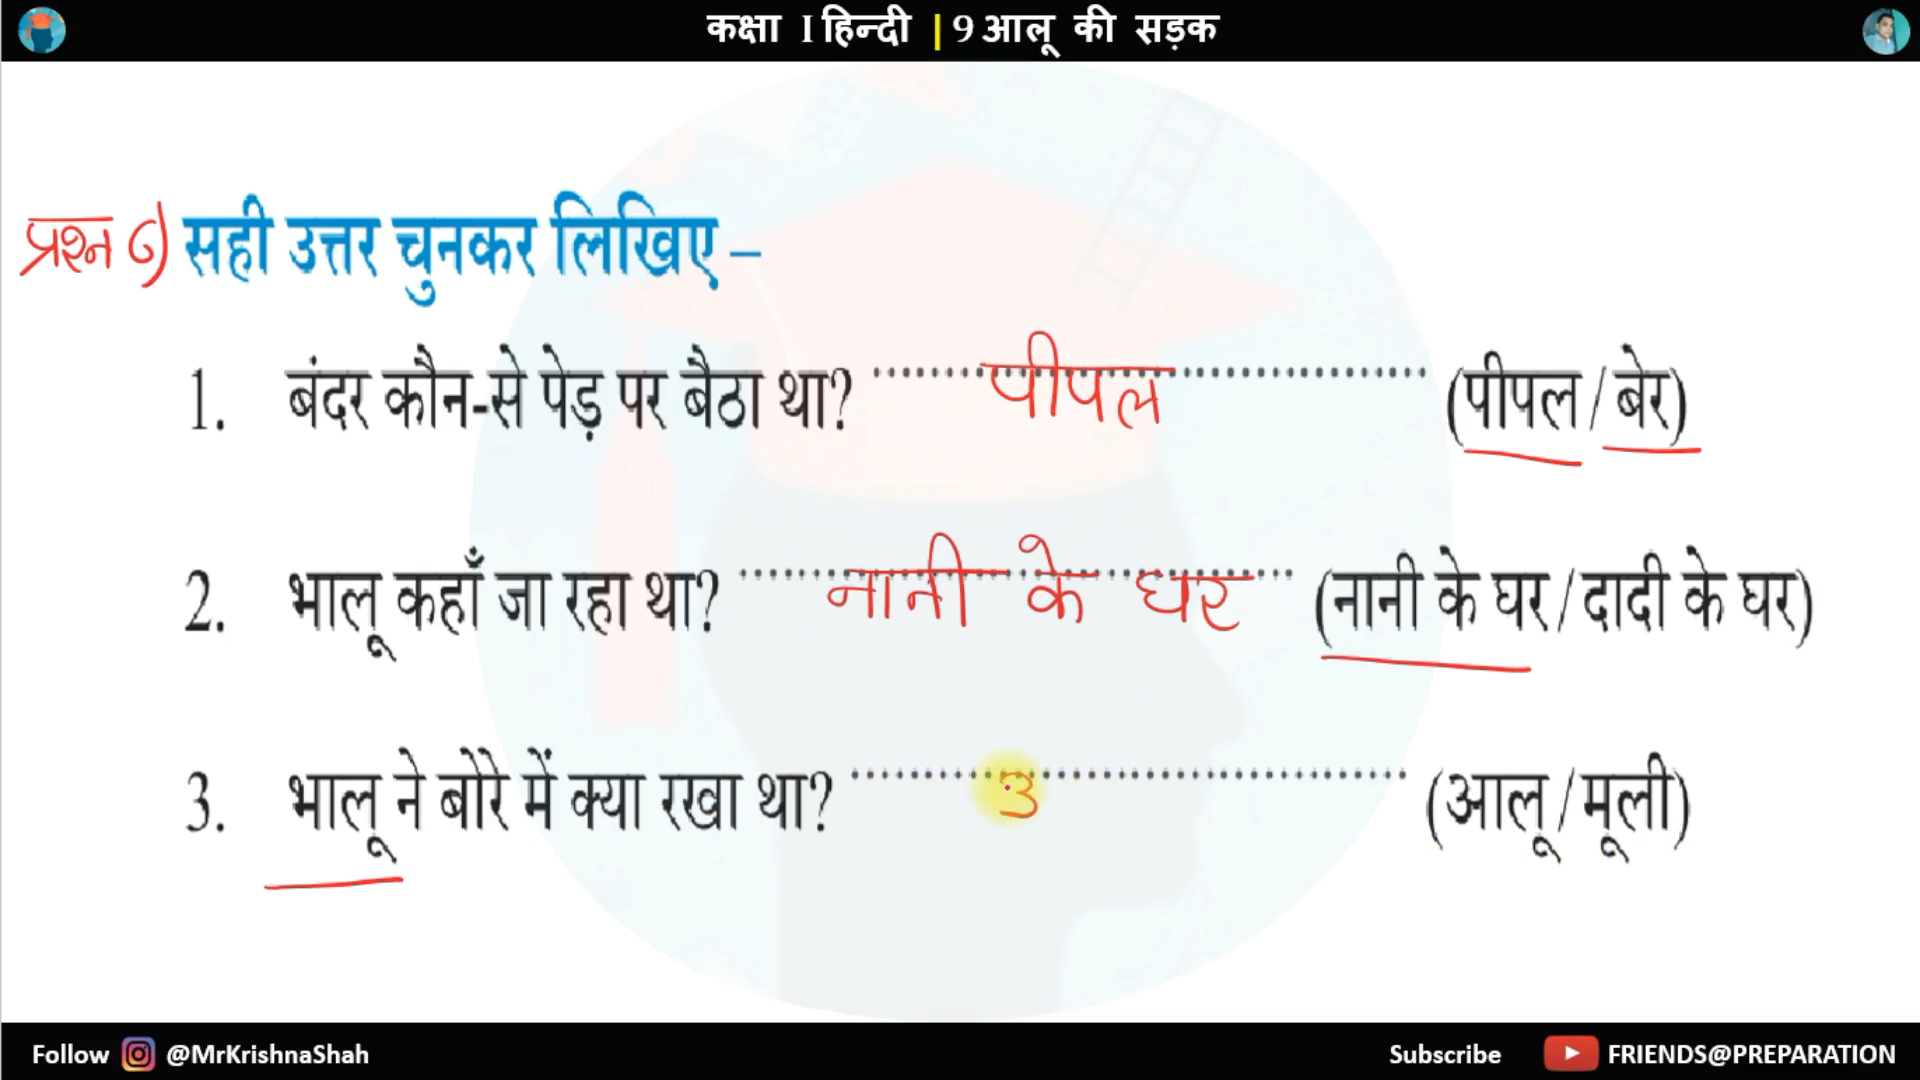 कक्षा I हिन्दी | 9 आलू की सड़क
प्रश्न १) सही उत्तर चुनकर लिखिए –
1. बंदर कौन-से पेड़ पर बैठा था? पीपल (पीपल / बेर)
2. भालू कहाँ जा रहा था? नानी के घर (नानी के घर / दादी के घर)
3. भालू ने बोरे में क्या रखा था? उ (आलू / मूली)
Follow @MrKrishnaShah Subscribe FRIENDS@PREPARATION